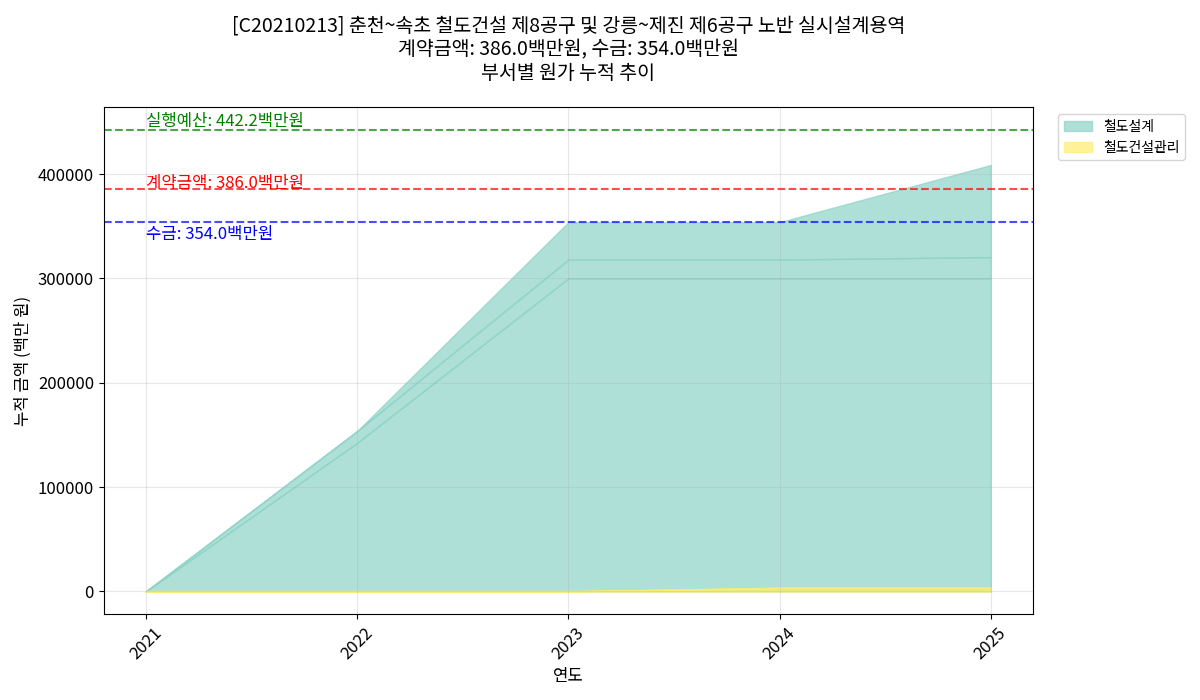 [C20210213] 춘천~속초 철도건설 제8공구 및 강릉~제진 제6공구 노반 실시설계용역
계약금액: 386.0백만원, 수금: 354.0백만원
부서별 원가 누적 추이
실행예산: 442.2백만원
계약금액: 386.0백만원
수금: 354.0백만원
철도설계
철도건설관리
누적 금액 (백만 원)
400000
300000
200000
100000
0
2021
2022
2023
2024
2025
연도